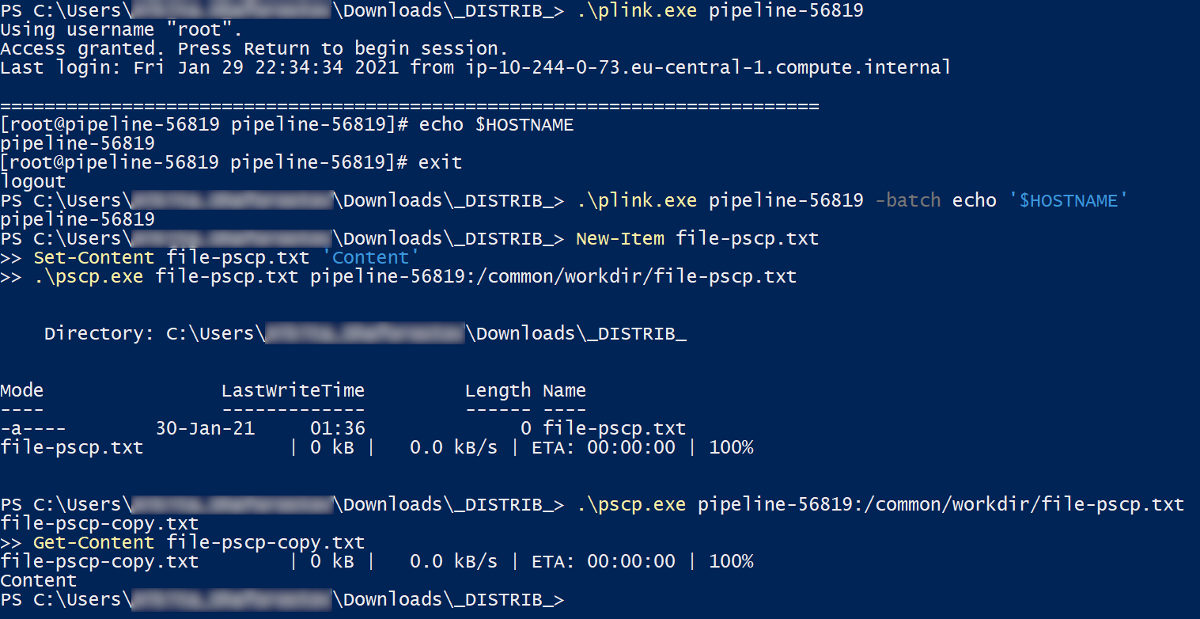 PS C:\Users\ \Downloads\_DISTRIB_> .\plink.exe pipeline-56819
Using username "root".
Access granted. Press Return to begin session.
Last login: Fri Jan 29 22:34:34 2021 from ip-10-244-0-73.eu-central-1.compute.internal
==========================================================================
[root@pipeline-56819 pipeline-56819]# echo $HOSTNAME
pipeline-56819
[root@pipeline-56819 pipeline-56819]# exit
logout
PS C:\Users\ \Downloads\_DISTRIB_> .\plink.exe pipeline-56819 -batch echo '$HOSTNAME'
pipeline-56819
PS C:\Users\ \Downloads\_DISTRIB_> New-Item file-pscp.txt
>> Set-Content file-pscp.txt 'Content'
>> .\pscp.exe file-pscp.txt pipeline-56819:/common/workdir/file-pscp.txt
Directory: C:\Users\ \Downloads\_DISTRIB_
Mode LastWriteTime Length Name
---- ------------- ------ ----
-a---- 30-Jan-21 01:36 0 file-pscp.txt
file-pscp.txt | 0 kB | 0.0 kB/s | ETA: 00:00:00 | 100%
PS C:\Users\ \Downloads\_DISTRIB_> .\pscp.exe pipeline-56819:/common/workdir/file-pscp.txt
file-pscp-copy.txt
>> Get-Content file-pscp-copy.txt
file-pscp-copy.txt | 0 kB | 0.0 kB/s | ETA: 00:00:00 | 100%
Content
PS C:\Users\ \Downloads\_DISTRIB_>